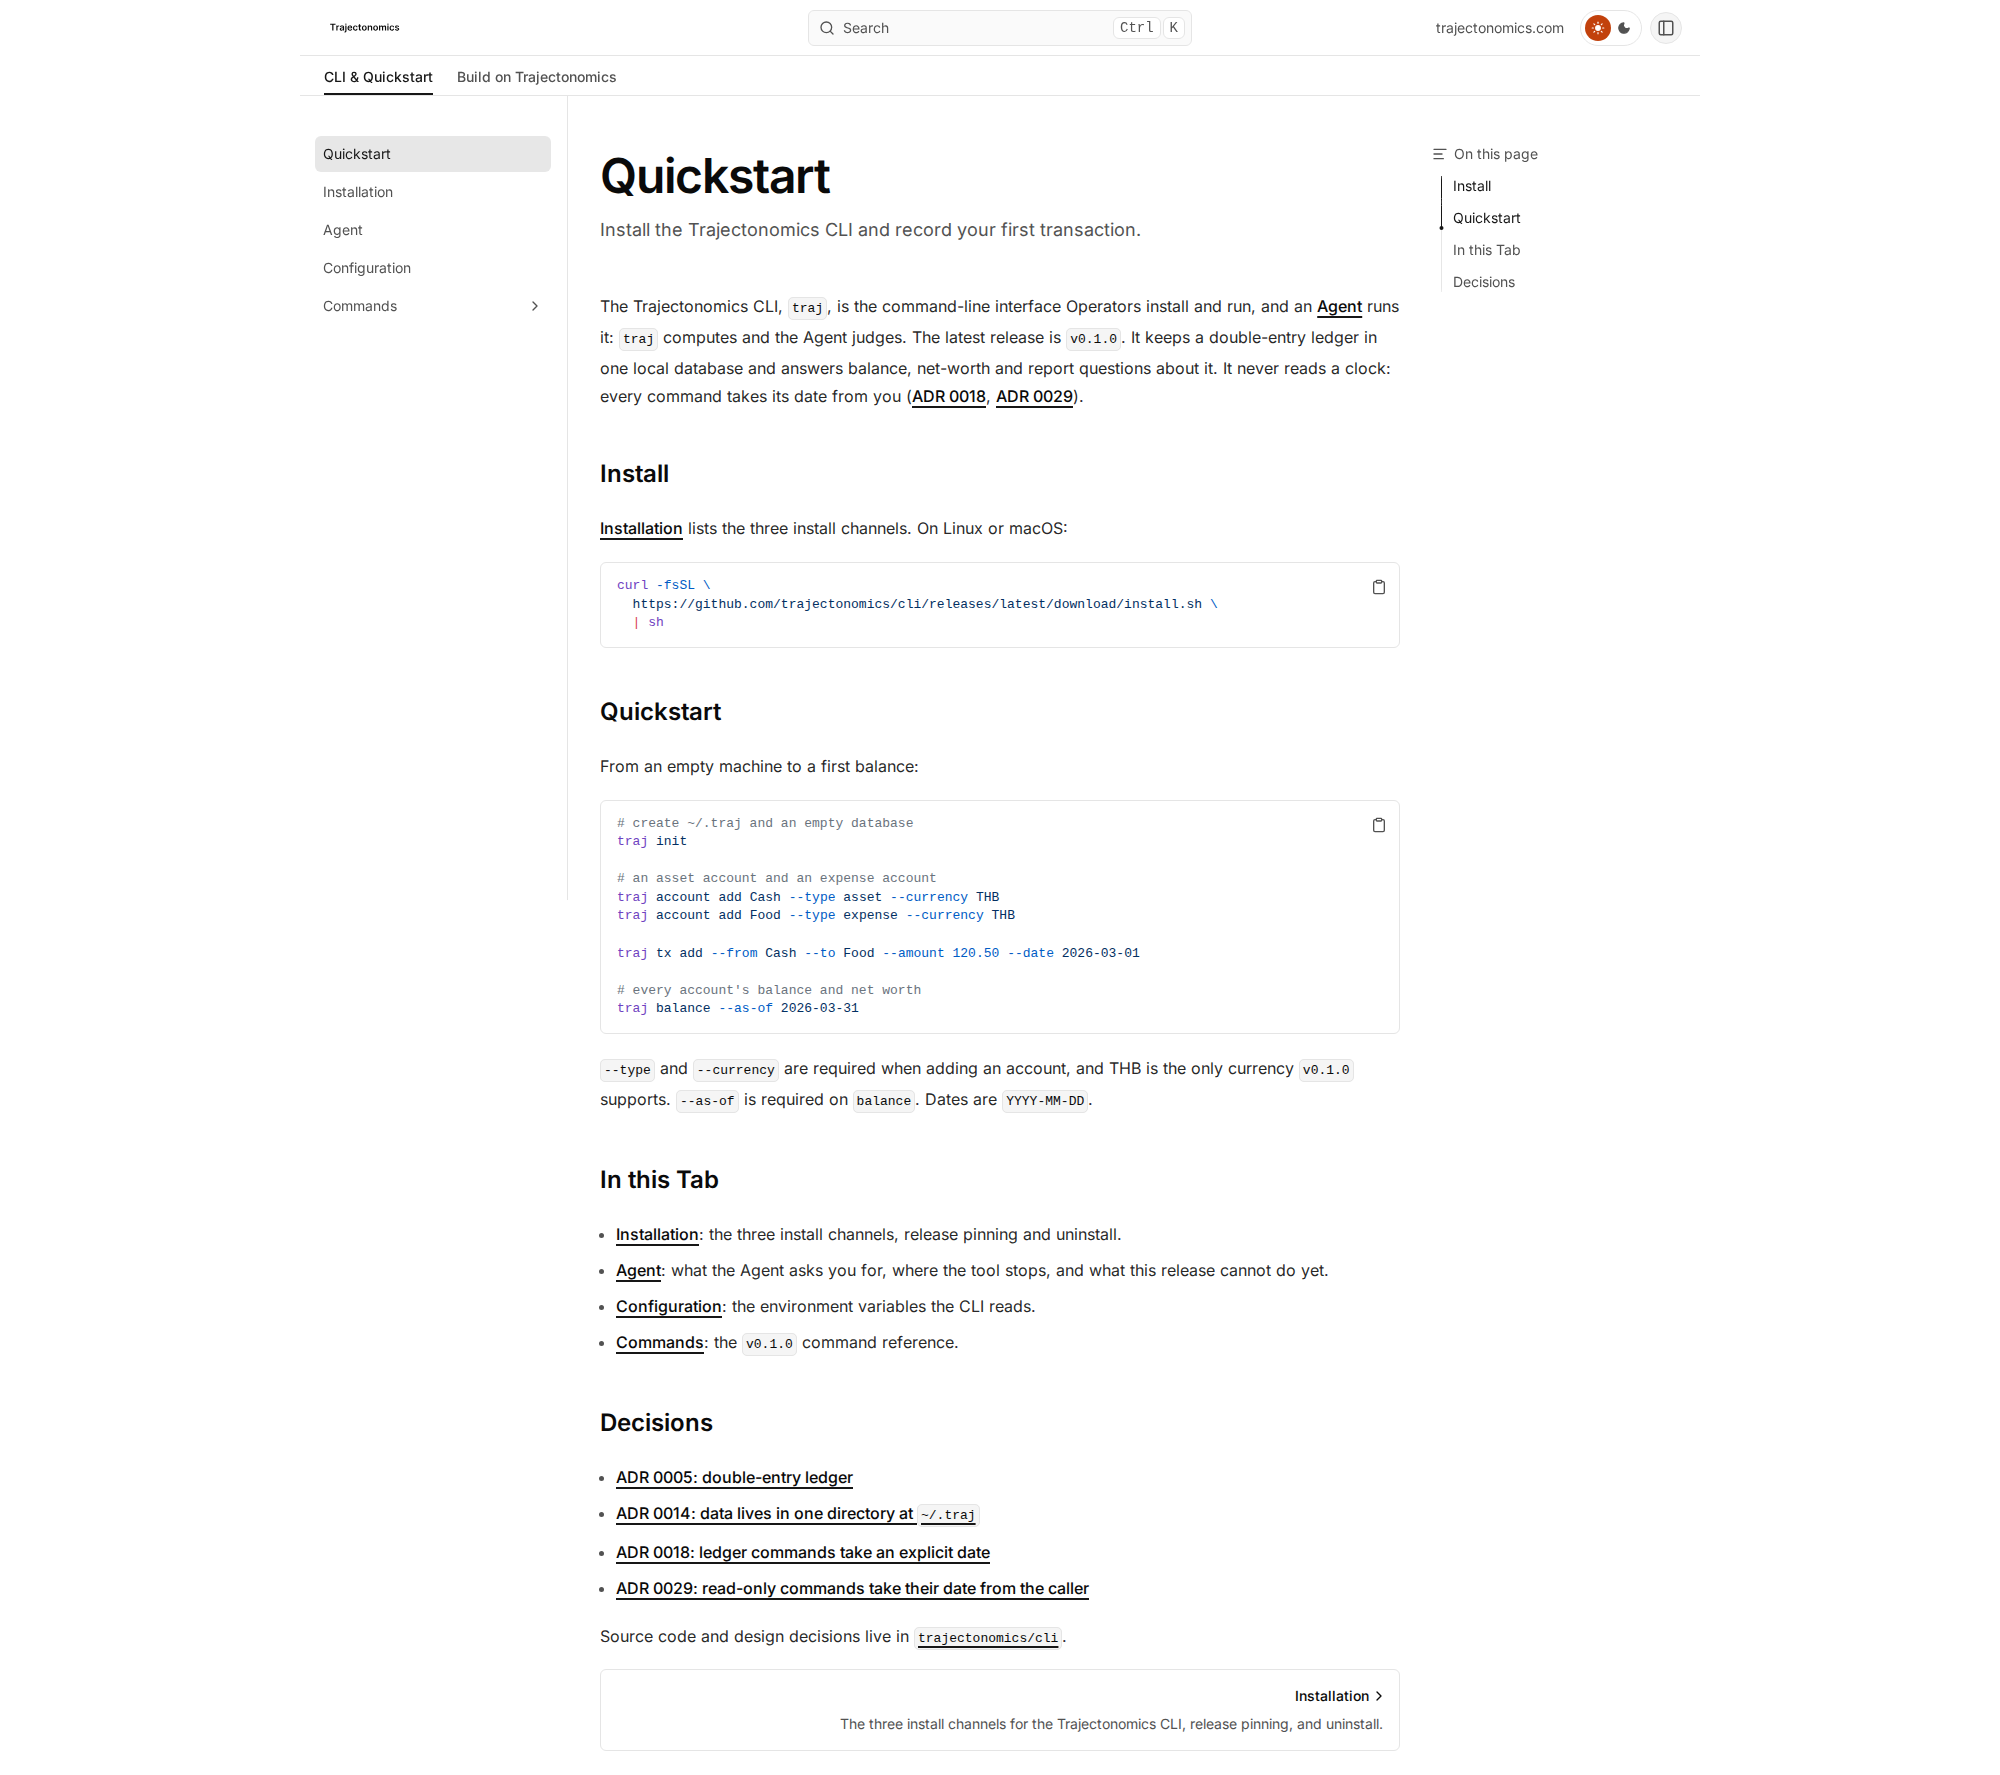 Trajectonomics
Search
Ctrl K
trajectonomics.com
CLI & Quickstart
Build on Trajectonomics
Quickstart
Installation
Agent
Configuration
Commands
Quickstart
Install the Trajectonomics CLI and record your first transaction.
The Trajectonomics CLI, traj, is the command-line interface Operators install and run, and an Agent runs
it: traj computes and the Agent judges. The latest release is v0.1.0. It keeps a double-entry ledger in
one local database and answers balance, net-worth and report questions about it. It never reads a clock:
every command takes its date from you (ADR 0018, ADR 0029).
Install
Installation lists the three install channels. On Linux or macOS:
curl -fsSL \
  https://github.com/trajectonomics/cli/releases/latest/download/install.sh \
  | sh
Quickstart
From an empty machine to a first balance:
# create ~/.traj and an empty database
traj init
# an asset account and an expense account
traj account add Cash --type asset --currency THB
traj account add Food --type expense --currency THB
traj tx add --from Cash --to Food --amount 120.50 --date 2026-03-01
# every account's balance and net worth
traj balance --as-of 2026-03-31
--type and --currency are required when adding an account, and THB is the only currency v0.1.0
supports. --as-of is required on balance. Dates are YYYY-MM-DD.
In this Tab
Installation: the three install channels, release pinning and uninstall.
Agent: what the Agent asks you for, where the tool stops, and what this release cannot do yet.
Configuration: the environment variables the CLI reads.
Commands: the v0.1.0 command reference.
Decisions
ADR 0005: double-entry ledger
ADR 0014: data lives in one directory at ~/.traj
ADR 0018: ledger commands take an explicit date
ADR 0029: read-only commands take their date from the caller
Source code and design decisions live in trajectonomics/cli.
Installation
The three install channels for the Trajectonomics CLI, release pinning, and uninstall.
On this page
Install
Quickstart
In this Tab
Decisions